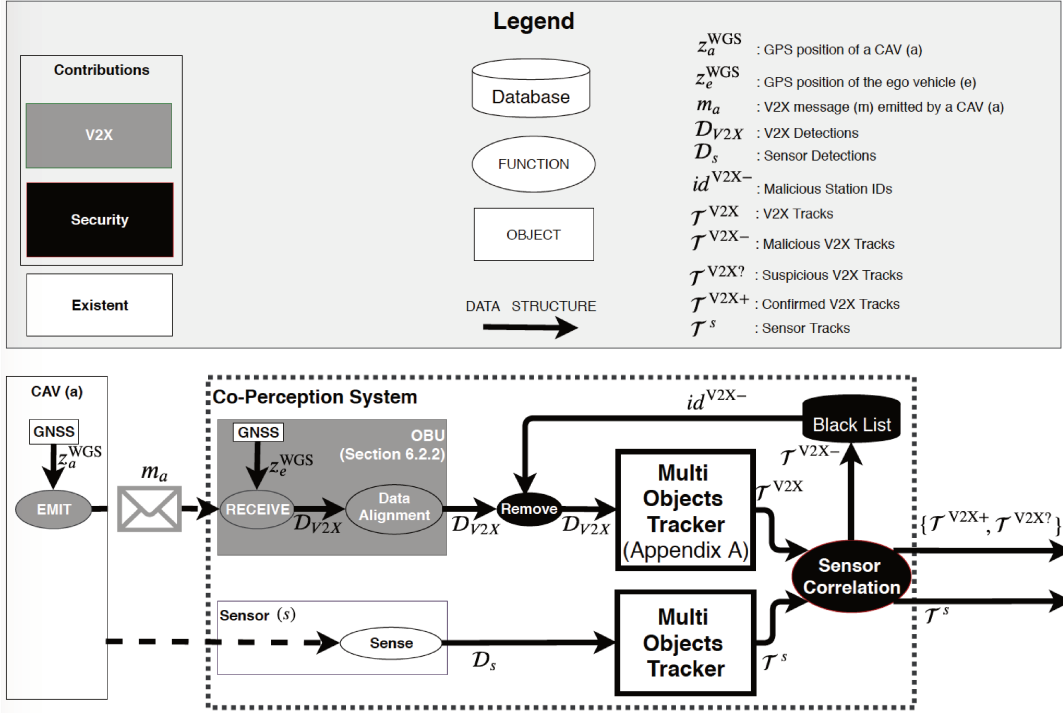 Legend
Contributions
V2X
Security
Existent
Database
FUNCTION
OBJECT
DATA STRUCTURE
z_a^WGS : GPS position of a CAV (a)
z_e^WGS : GPS position of the ego vehicle (e)
m_a : V2X message (m) emitted by a CAV (a)
𝒟_V2X : V2X Detections
𝒟_s : Sensor Detections
id^V2X− : Malicious Station IDs
𝒯^V2X : V2X Tracks
𝒯^V2X− : Malicious V2X Tracks
𝒯^V2X? : Suspicious V2X Tracks
𝒯^V2X+ : Confirmed V2X Tracks
𝒯^s : Sensor Tracks
CAV (a)
GNSS
z_a^WGS
EMIT
m_a
Co-Perception System
GNSS
OBU
(Section 6.2.2)
z_e^WGS
RECEIVE
𝒟_V2X
Data
Alignment
𝒟_V2X
Remove
𝒟_V2X
id^V2X−
Black List
𝒯^V2X−
Multi
Objects
Tracker
(Appendix A)
𝒯^V2X
Sensor
Correlation
{𝒯^V2X+, 𝒯^V2X?}
𝒯^s
Sensor (s)
Sense
𝒟_s
Multi
Objects
Tracker
𝒯^s